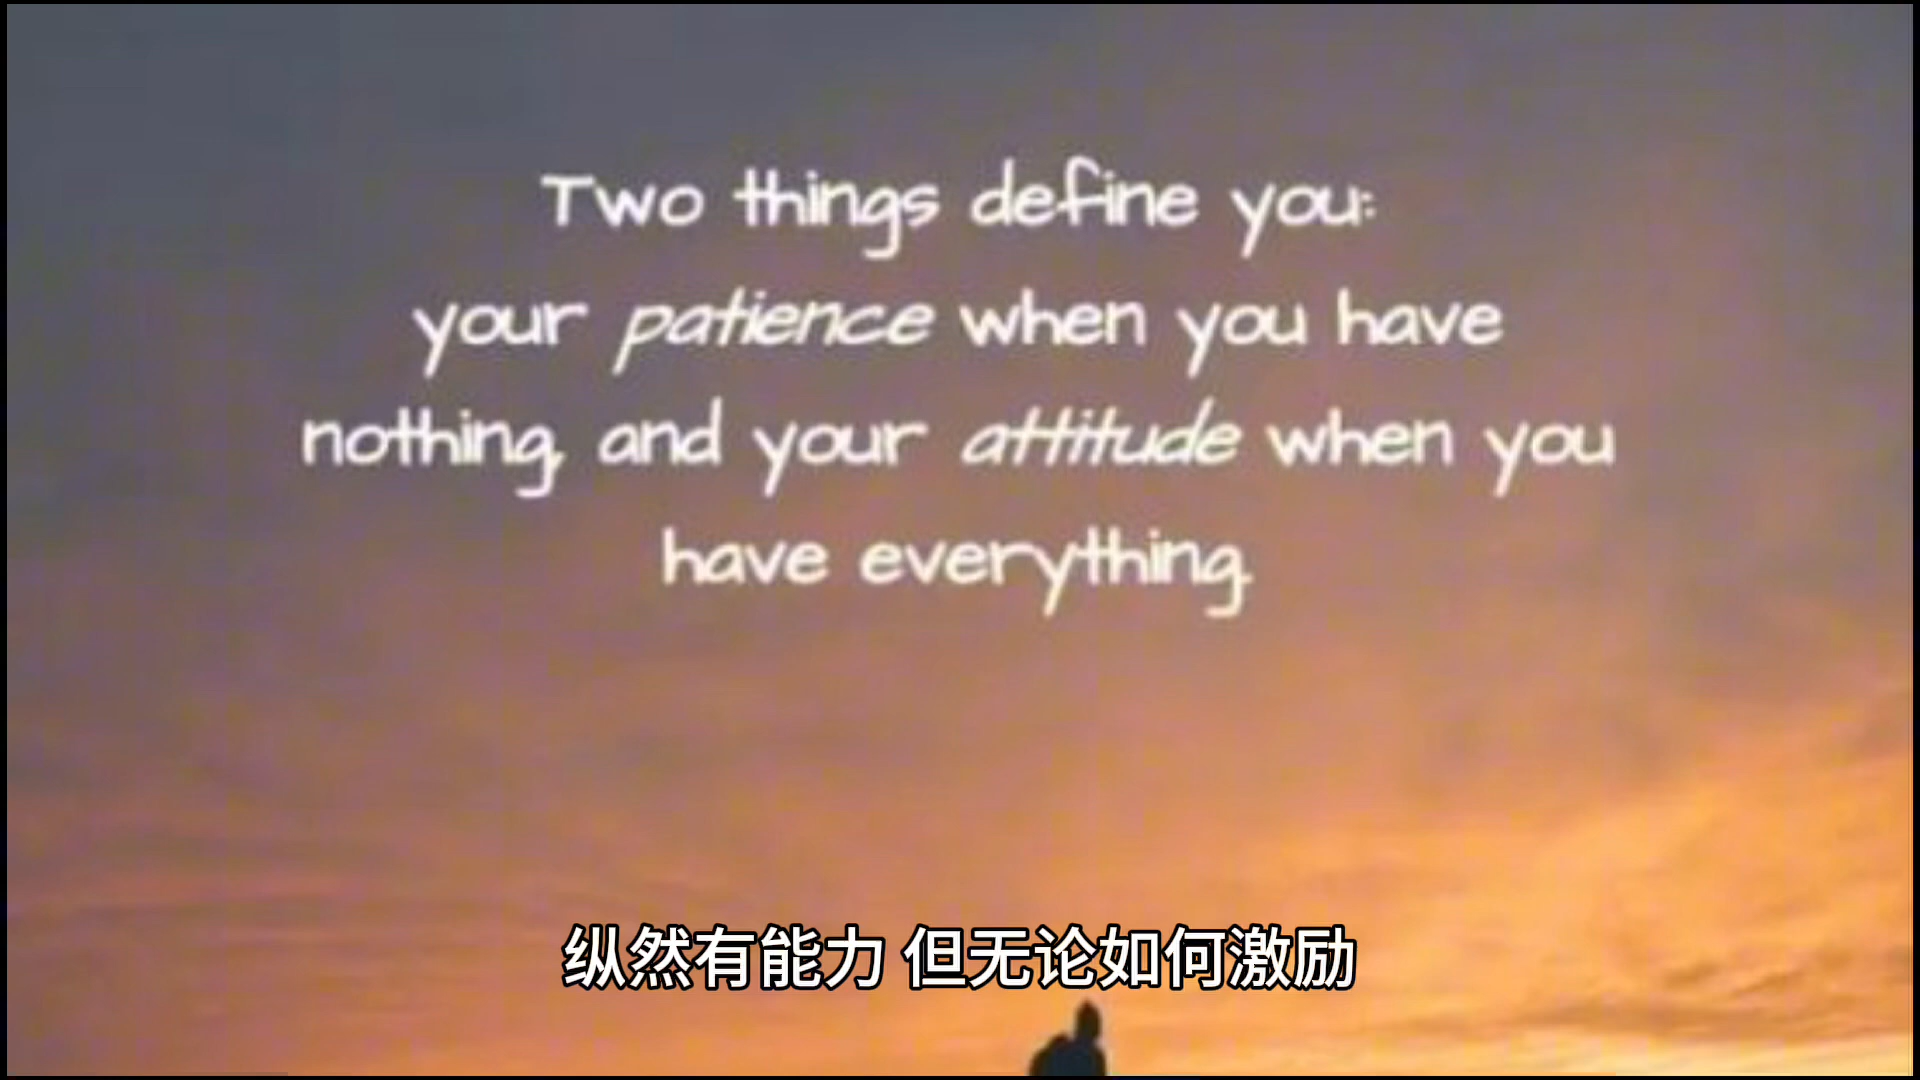 Two things define you:
your patience when you have
nothing, and your attitude when you
have everything.
纵然有能力 但无论如何激励